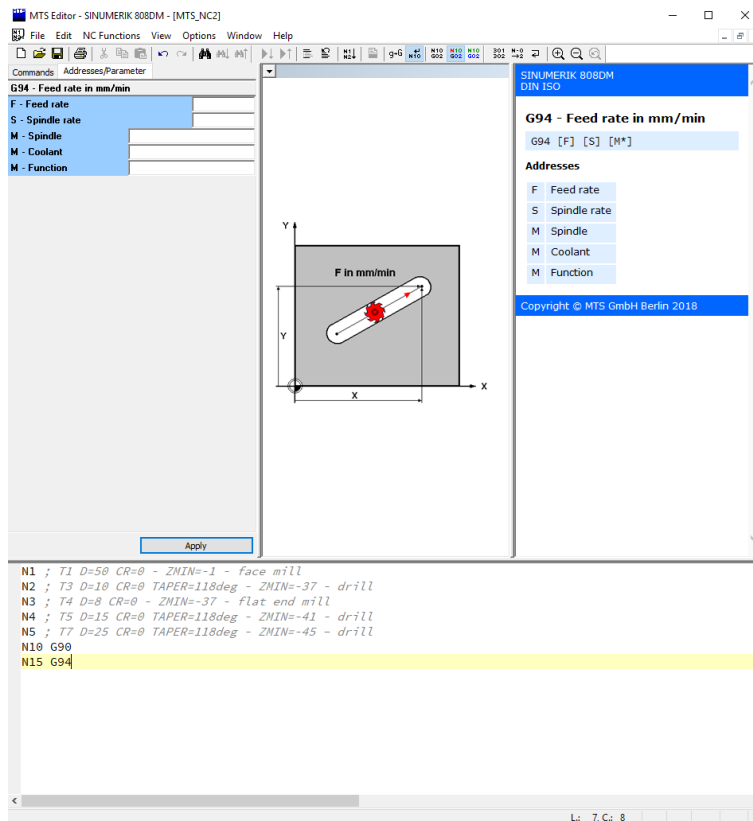 MTS Editor - SINUMERIK 808DM - [MTS_NC2]
File Edit NC Functions View Options Window Help
Commands Addresses/Parameter
G94 - Feed rate in mm/min
F - Feed rate
S - Spindle rate
M - Spindle
M - Coolant
M - Function
Apply
Y
F in mm/min
Y
X
X
SINUMERIK 808DM
DIN ISO
G94 - Feed rate in mm/min
G94 [F] [S] [M*]
Addresses
F Feed rate
S Spindle rate
M Spindle
M Coolant
M Function
Copyright © MTS GmbH Berlin 2018
N1 ; T1 D=50 CR=0 - ZMIN=-1 - face mill
N2 ; T3 D=10 CR=0 TAPER=118deg - ZMIN=-37 - drill
N3 ; T4 D=8 CR=0 - ZMIN=-37 - flat end mill
N4 ; T5 D=15 CR=0 TAPER=118deg - ZMIN=-41 - drill
N5 ; T7 D=25 CR=0 TAPER=118deg - ZMIN=-45 - drill
N10 G90
N15 G94
L: 7, C: 8